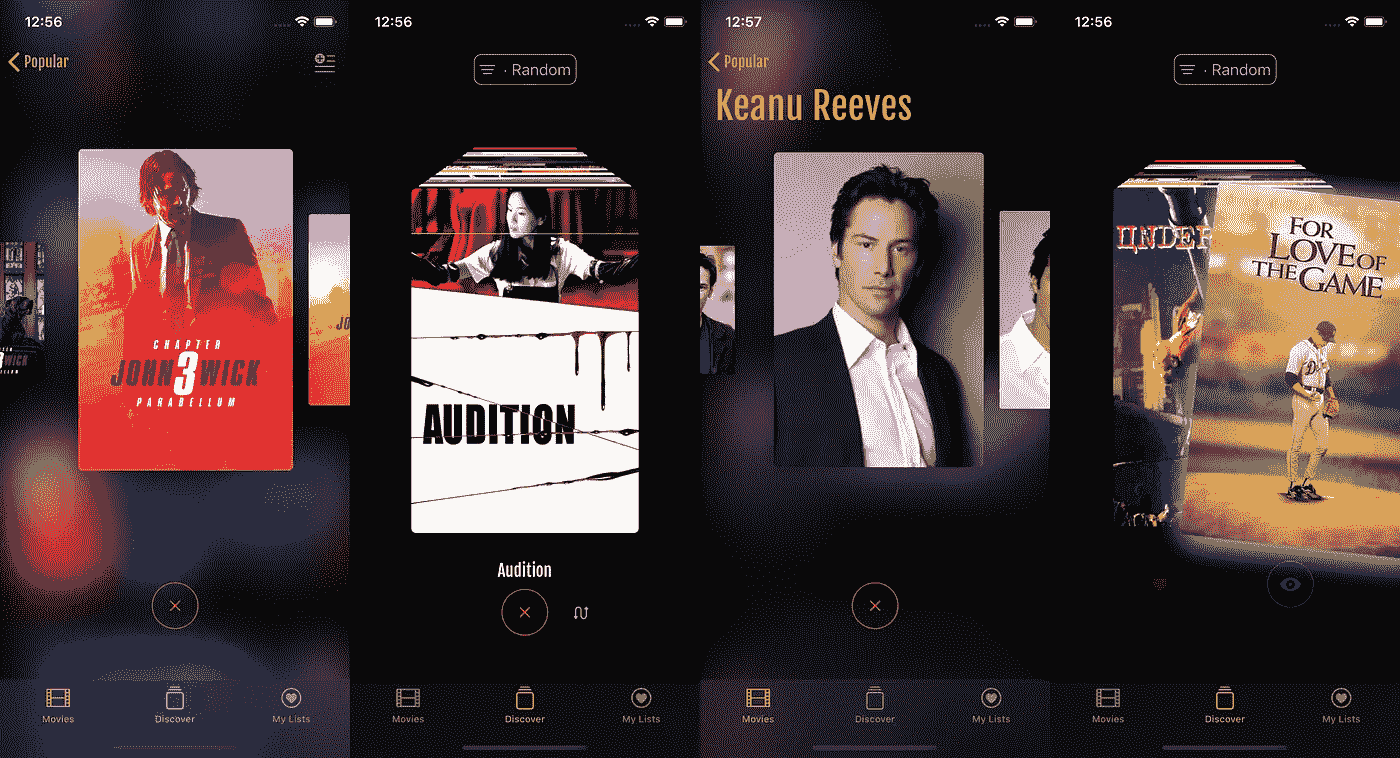 12:56
Popular
CHAPTER
JOHN 3 WICK
PARABELLUM
JO
WICK
Movies
Discover
My Lists
12:56
· Random
AUDITION
Audition
Movies
Discover
My Lists
12:57
Popular
Keanu Reeves
Movies
Discover
My Lists
12:56
· Random
UNDER
FOR
LOVE OF
THE GAME
D
Movies
Discover
My Lists